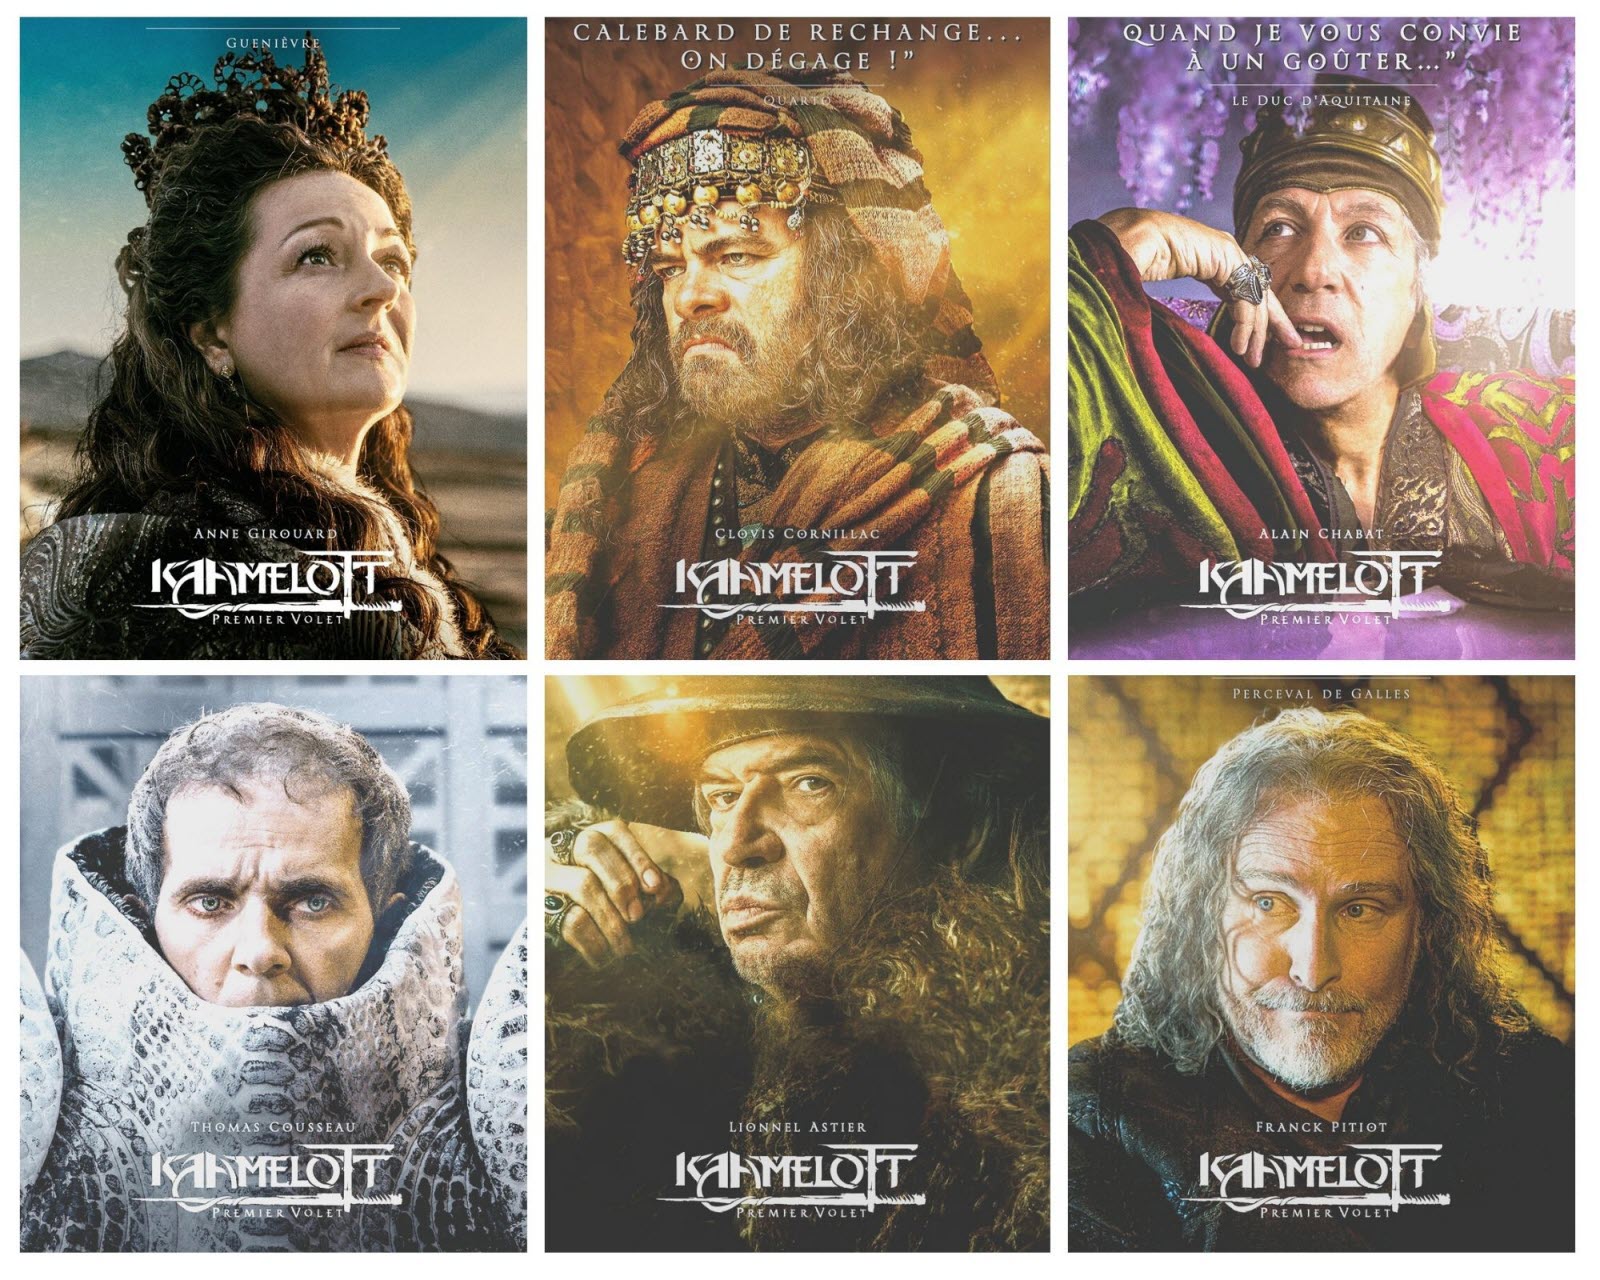 Guenièvre
Anne Girouard
KAAMELOTT
Premier Volet
calebard de rechange...
On dégage !”
Quarto
Clovis Cornillac
KAAMELOTT
Premier Volet
Quand je vous convie
à un goûter...”
le Duc d'Aquitaine
Alain Chabat
KAAMELOTT
Premier Volet
Thomas Cousseau
KAAMELOTT
Premier Volet
Lionnel Astier
KAAMELOTT
Premier Volet
Perceval de Galles
Franck Pitiot
KAAMELOTT
Premier Volet